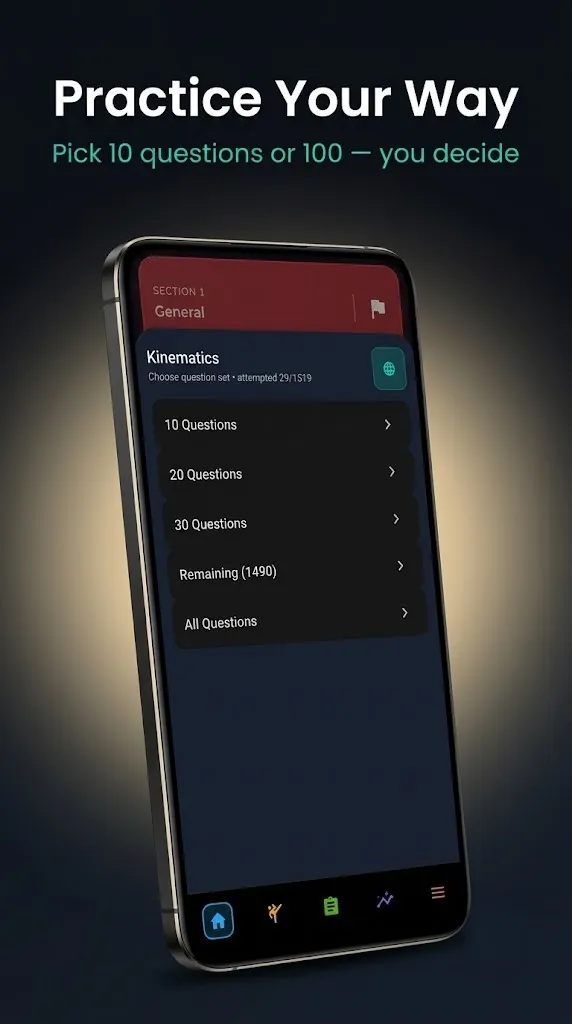 Practice Your Way
Pick 10 questions or 100 — you decide
SECTION 1
General
Kinematics
Choose question set • attempted 29/1519
10 Questions
20 Questions
30 Questions
Remaining (1490)
All Questions